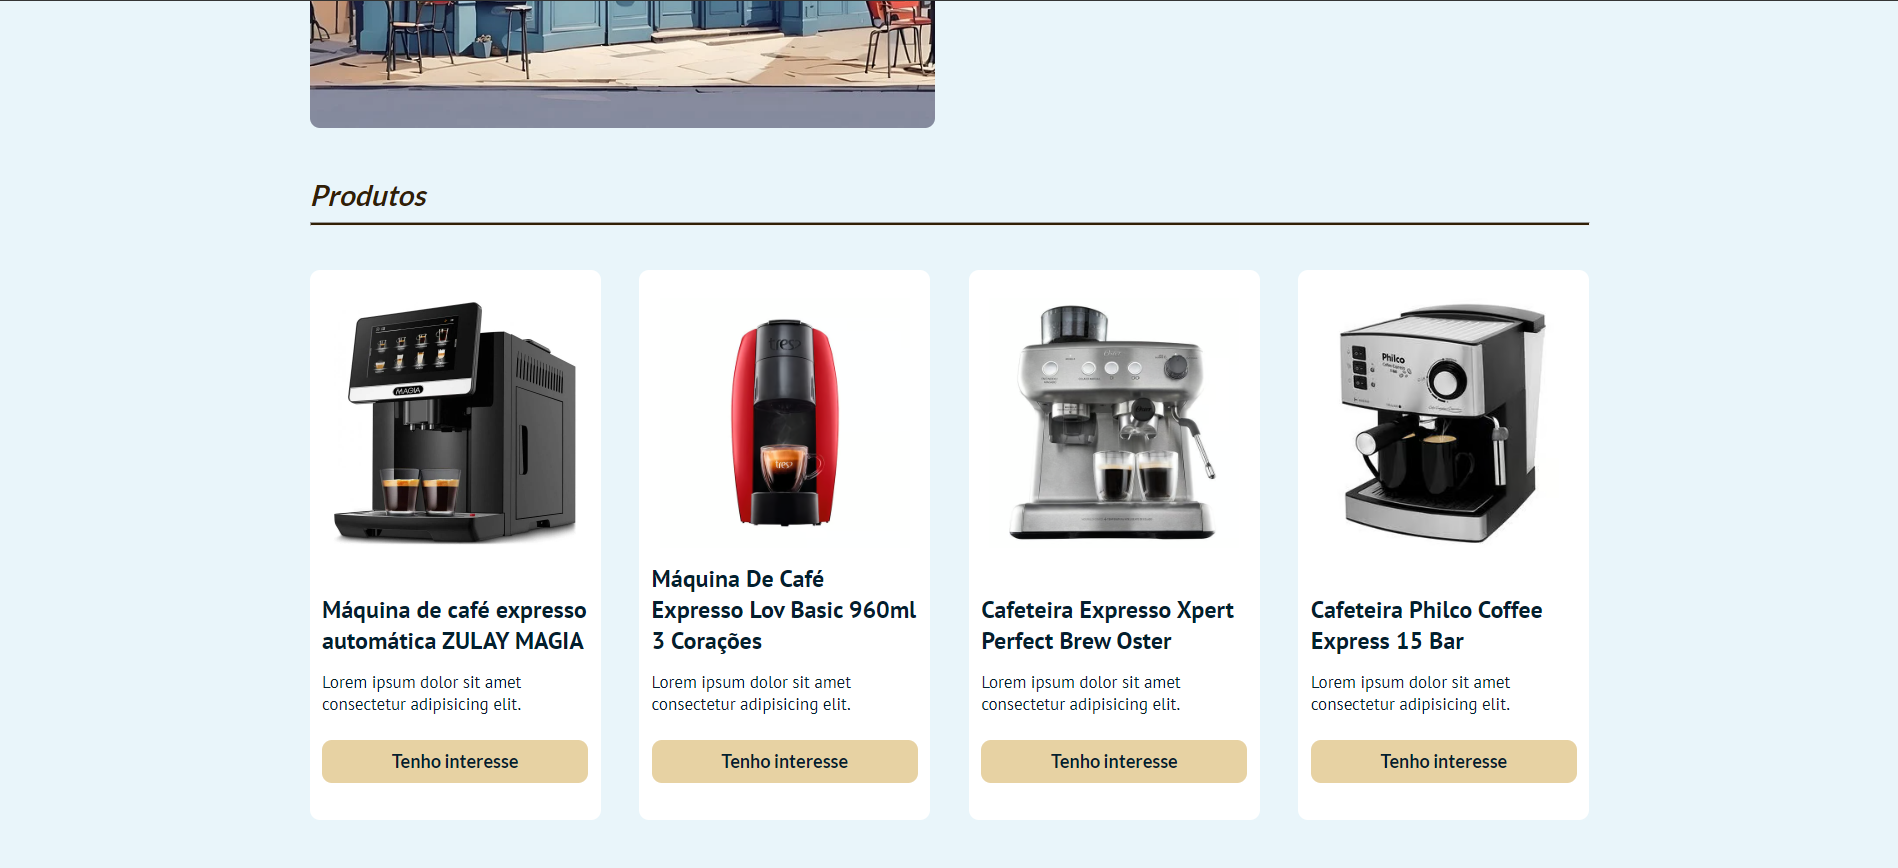 Produtos
MAGIA
tres
tres
Philco
Máquina de café expresso
automática ZULAY MAGIA
Lorem ipsum dolor sit amet
consectetur adipisicing elit.
Tenho interesse
Máquina De Café
Expresso Lov Basic 960ml
3 Corações
Lorem ipsum dolor sit amet
consectetur adipisicing elit.
Tenho interesse
Cafeteira Expresso Xpert
Perfect Brew Oster
Lorem ipsum dolor sit amet
consectetur adipisicing elit.
Tenho interesse
Cafeteira Philco Coffee
Express 15 Bar
Lorem ipsum dolor sit amet
consectetur adipisicing elit.
Tenho interesse